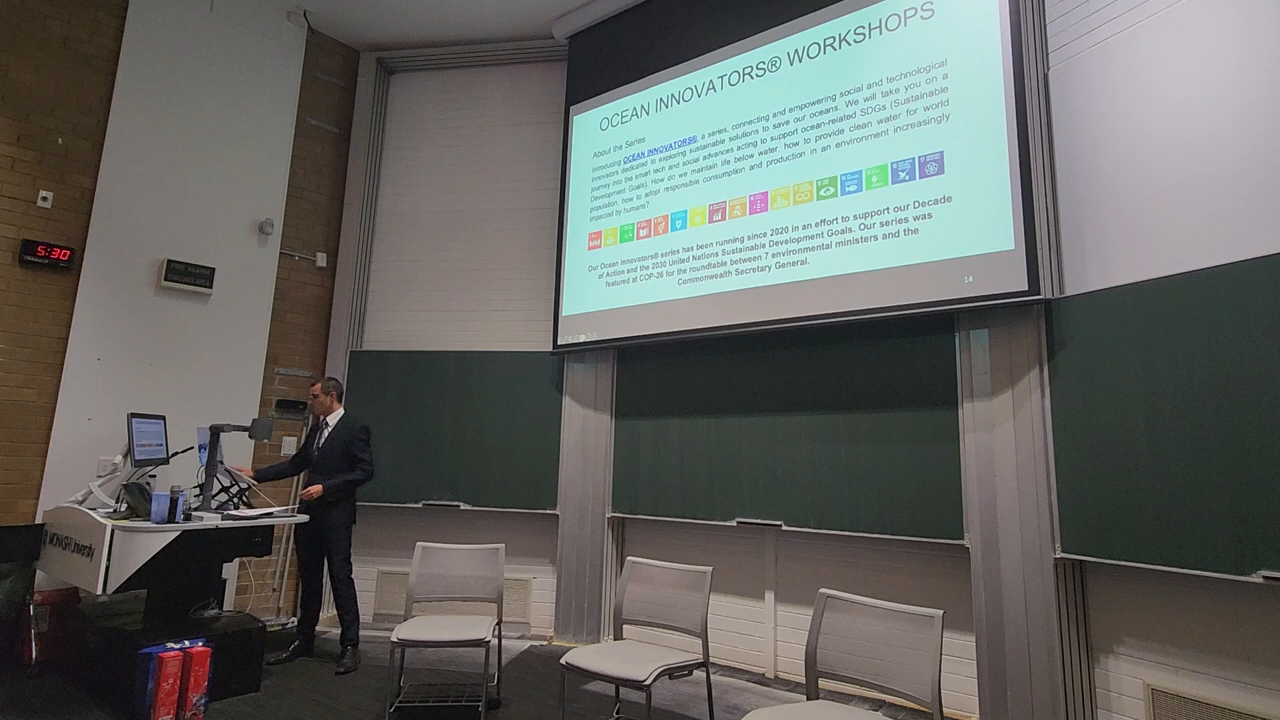 OCEAN INNOVATORS® WORKSHOPS
About the Series
Introducing OCEAN INNOVATORS®, a series, connecting and empowering social and technological
innovators dedicated to exploring sustainable solutions to save our oceans. We will take you on a
journey into the smart tech and social advances acting to support ocean-related SDGs (Sustainable
Development Goals). How do we maintain life below water, how to provide clean water for world
population, how to adopt responsible consumption and production in an environment increasingly
impacted by humans?
Our Ocean Innovators® series has been running since 2020 in an effort to support our Decade
of Action and the 2030 United Nations Sustainable Development Goals. Our series was
featured at COP-26 for the roundtable between 7 environmental ministers and the
Commonwealth Secretary General.
14
5:30
FIRE ALARM
EVACUATE AREA
MONASH University